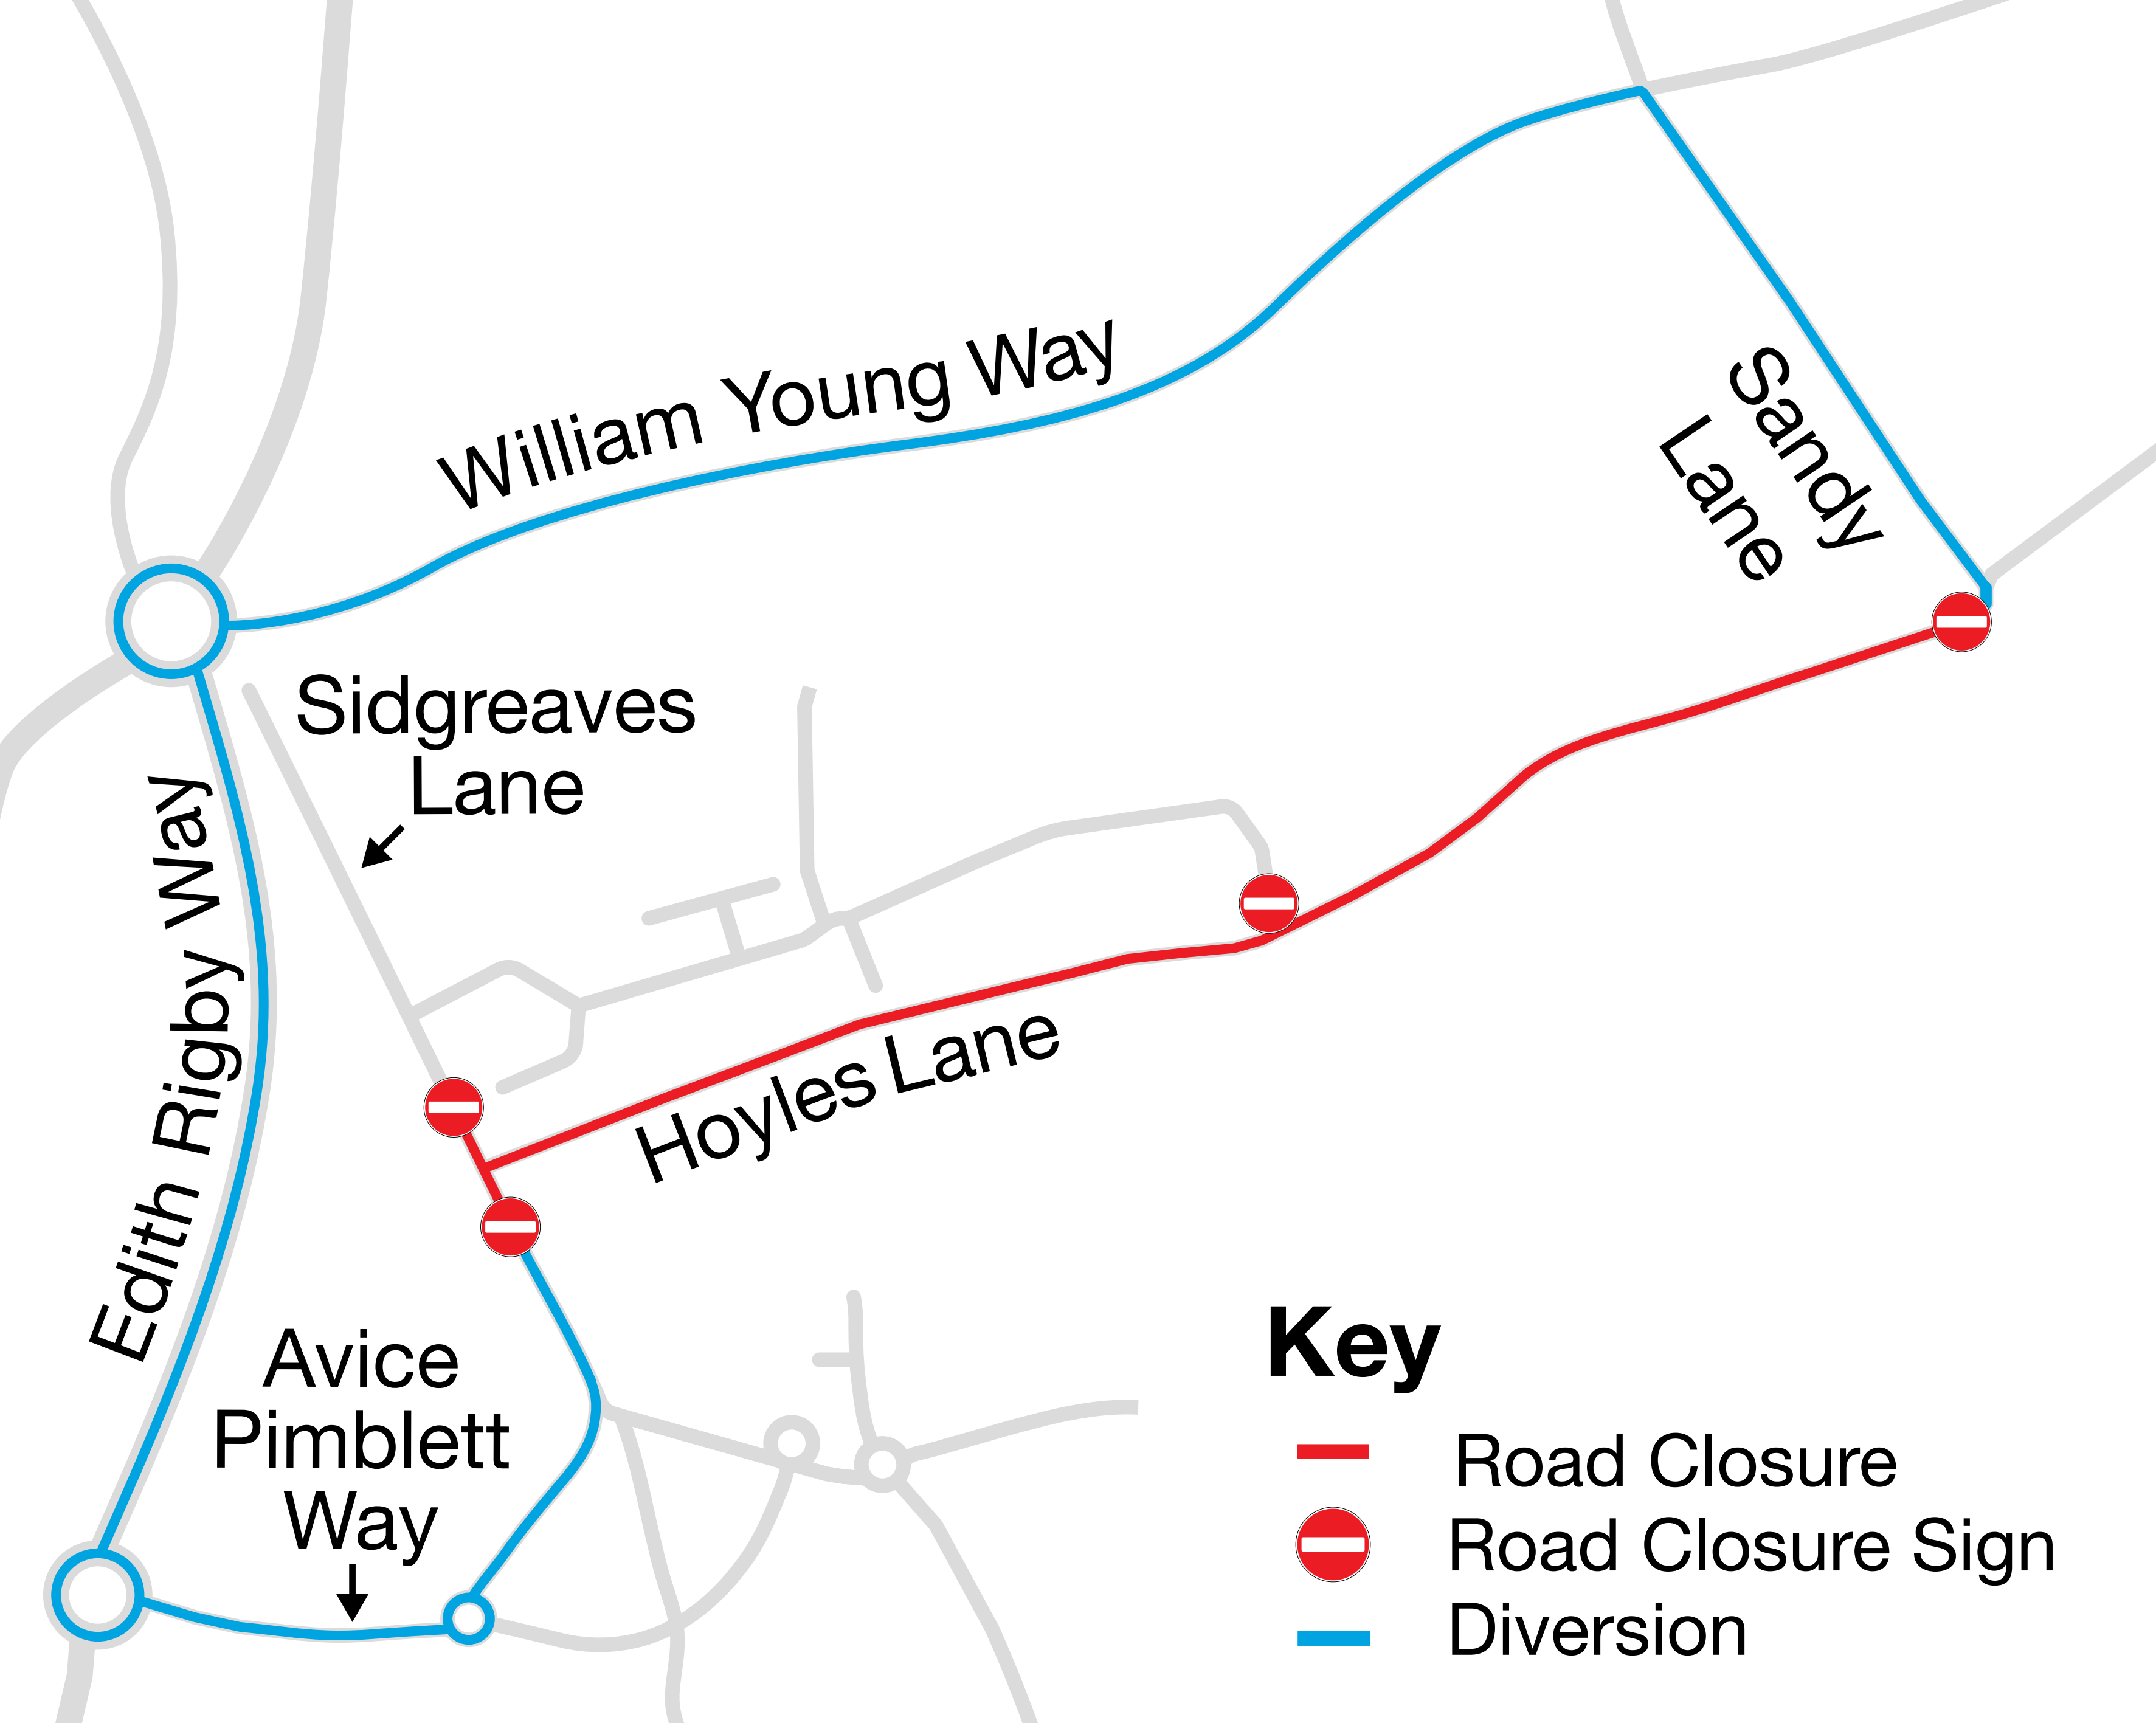 William Young Way
Sandy
Lane
Sidgreaves
Lane
Edith Rigby Way
Hoyles Lane
Avice
Pimblett
Way
Key
Road Closure
Road Closure Sign
Diversion